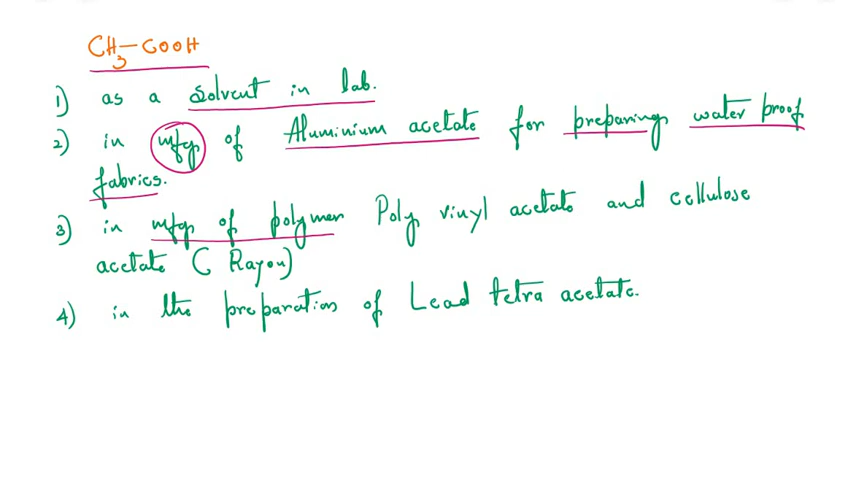 CH3-COOH
1) as a solvent in lab.
2) in mfg of Aluminium acetate for preparing water proof
fabrics.
3) in mfg of polymer Poly vinyl acetate and cellulose
acetate (Rayon)
4) in the preparation of Lead tetra acetate.